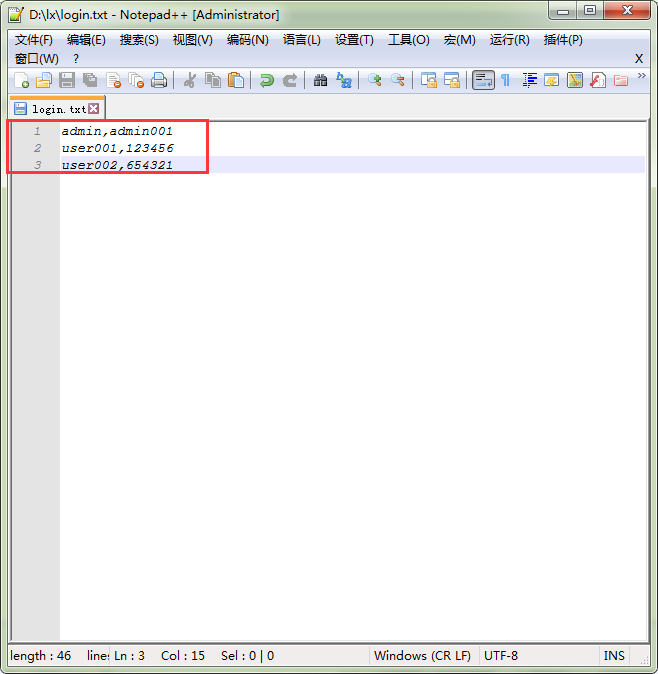 D:\lx\login.txt - Notepad++ [Administrator]
文件(F) 编辑(E) 搜索(S) 视图(V) 编码(N) 语言(L) 设置(T) 工具(O) 宏(M) 运行(R) 插件(P)
窗口(W) ? X
login.txt
1 admin,admin001
2 user001,123456
3 user002,654321
length : 46 lines Ln : 3 Col : 15 Sel : 0 | 0 Windows (CR LF) UTF-8 INS